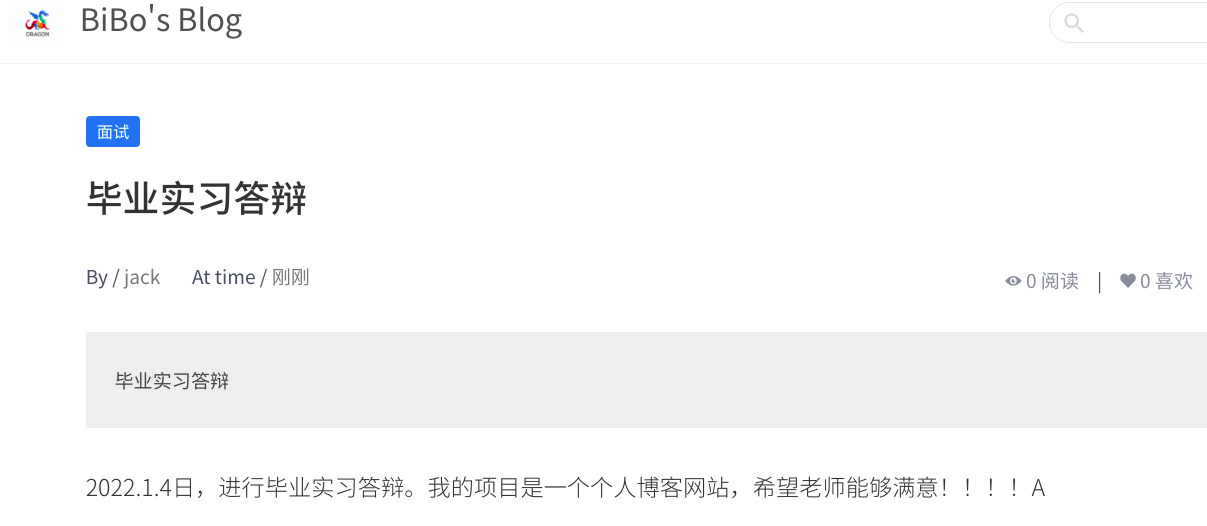 DRAGON
BiBo's Blog
面试
毕业实习答辩
By / jack At time / 刚刚
0 阅读 | 0 喜欢
毕业实习答辩
2022.1.4日，进行毕业实习答辩。我的项目是一个个人博客网站，希望老师能够满意！！！！A